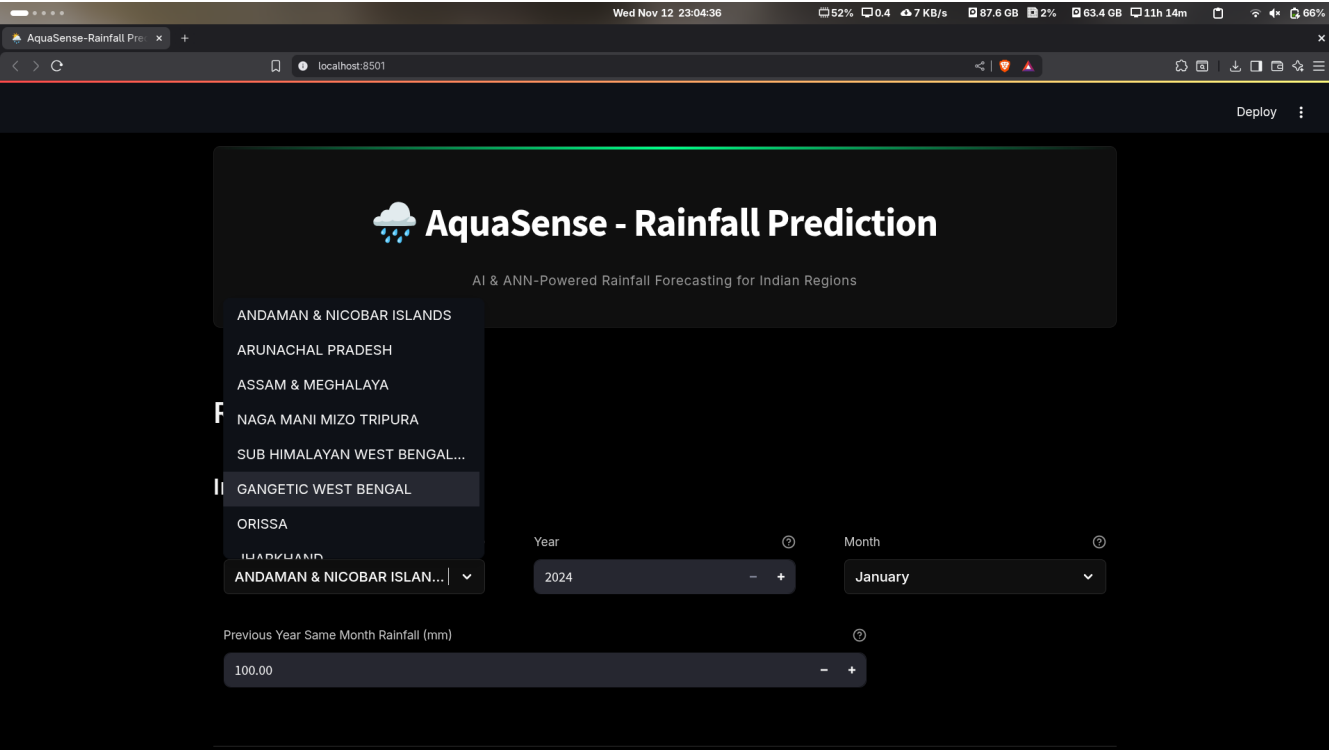 Wed Nov 12 23:04:36
52% 0.4 7 KB/s 87.6 GB 2% 63.4 GB 11h 14m 66%
AquaSense-Rainfall Pre
localhost:8501
Deploy
AquaSense - Rainfall Prediction
AI & ANN-Powered Rainfall Forecasting for Indian Regions
ANDAMAN & NICOBAR ISLANDS
ARUNACHAL PRADESH
ASSAM & MEGHALAYA
NAGA MANI MIZO TRIPURA
SUB HIMALAYAN WEST BENGAL...
GANGETIC WEST BENGAL
ORISSA
JHARKHAND
Year
Month
ANDAMAN & NICOBAR ISLAN...
2024
January
Previous Year Same Month Rainfall (mm)
100.00